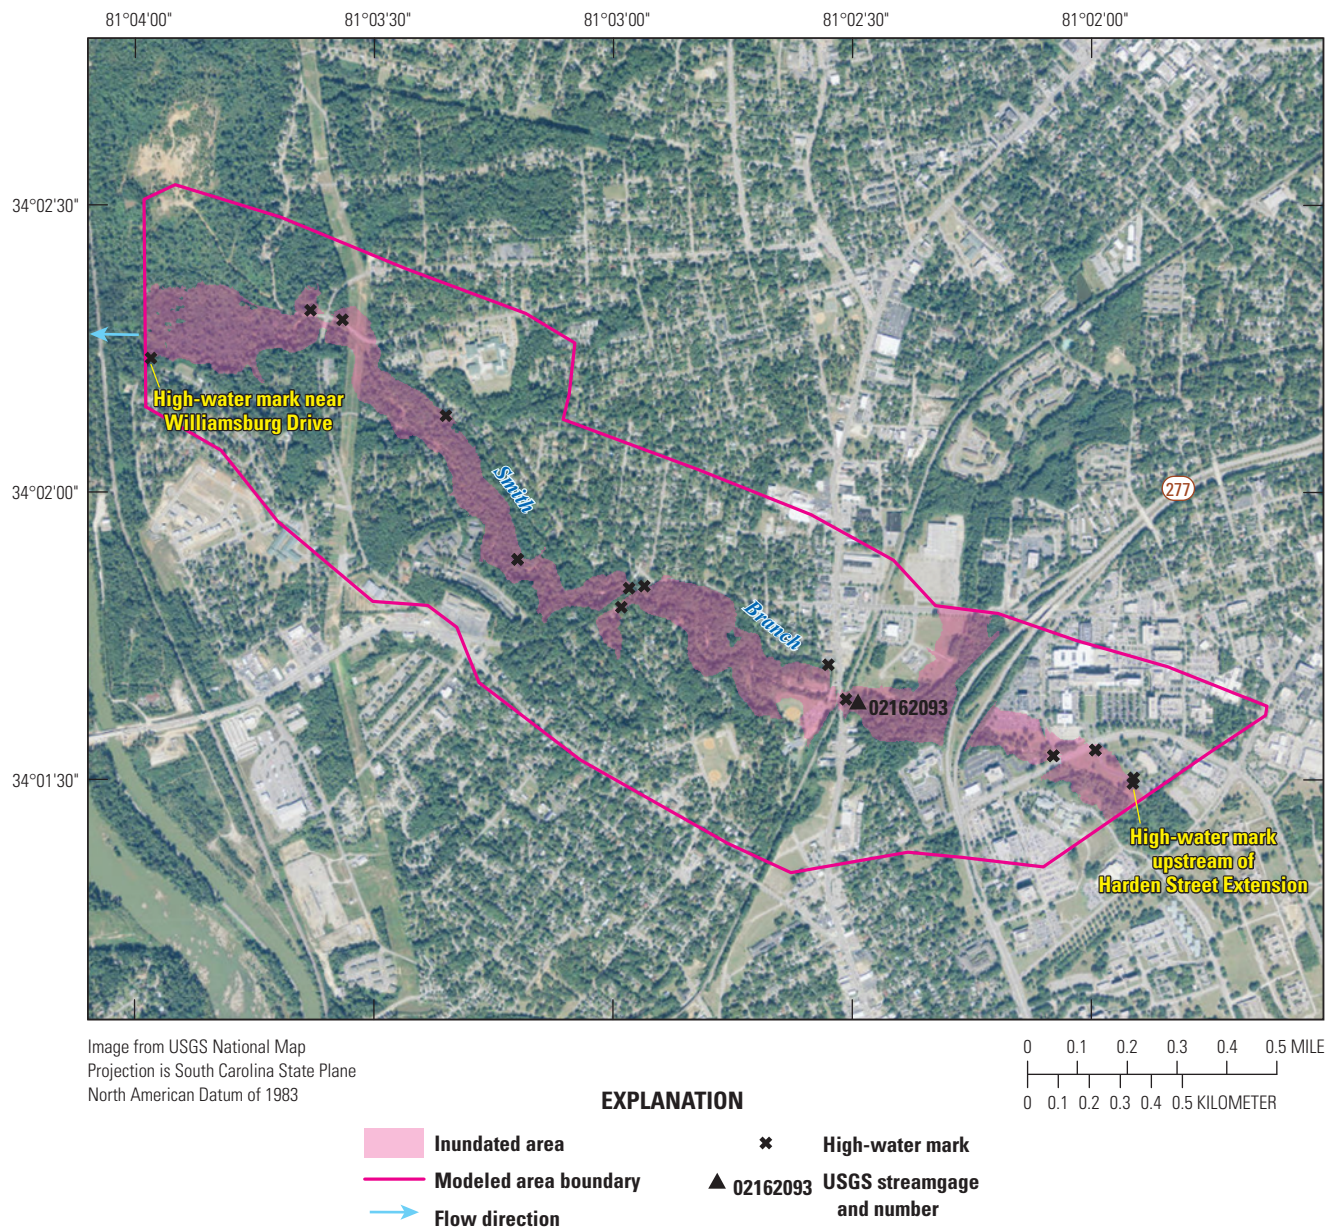 81°04'00"
81°03'30"
81°03'00"
81°02'30"
81°02'00"
34°02'30"
34°02'00"
34°01'30"
High-water mark near
Williamsburg Drive
Smith
Branch
277
02162093
High-water mark
upstream of
Harden Street Extension
Image from USGS National Map
Projection is South Carolina State Plane
North American Datum of 1983
0 0.1 0.2 0.3 0.4 0.5 MILE
0 0.1 0.2 0.3 0.4 0.5 KILOMETER
EXPLANATION
Inundated area
Modeled area boundary
Flow direction
High-water mark
02162093 USGS streamgage
and number